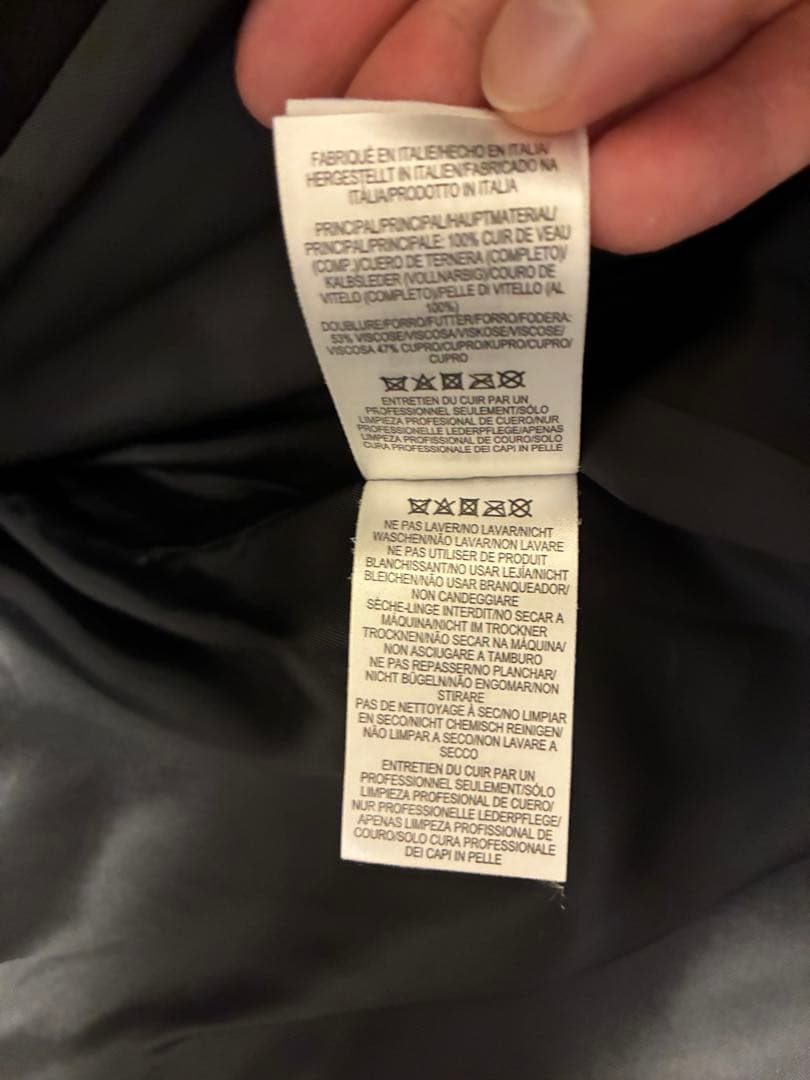 FABRIQUÉ EN ITALIE/HECHO EN ITALIA/
HERGESTELLT IN ITALIEN/FABRICADO NA
ITÁLIA/PRODOTTO IN ITALIA
PRINCIPAL/PRINCIPAL/HAUPTMATERIAL/
PRINCIPAL/PRINCIPALE: 100% CUIR DE VEAU
(COMP.)/CUERO DE TERNERA (COMPLETO)/
KALBSLEDER (VOLLNARSIG)/COURO DE
VITELO (COMPLETO)/PELLE DI VITELLO (AL
100%)
DOUBLURE/FORRO/FUTTER/FORRO/FODERA:
53% VISCOSE/VISCOSA/VISKOSE/VISCOSE/
VISCOSA 47% CUPRO/CUPRO/KUPRO/CUPRO/
CUPRO
ENTRETIEN DU CUIR PAR UN
PROFESSIONNEL SEULEMENT/SÓLO
LIMPIEZA PROFESIONAL DE CUERO/NUR
PROFESSIONELLE LEDERPFLEGE/APENAS
LIMPEZA PROFISSIONAL DE COURO/SOLO
CURA PROFESSIONALE DEI CAPI IN PELLE
NE PAS LAVER/NO LAVAR/NICHT
WASCHEN/NÃO LAVAR/NON LAVARE
NE PAS UTILISER DE PRODUIT
BLANCHISSANT/NO USAR LEJÍA/NICHT
BLEICHEN/NÃO USAR BRANQUEADOR/
NON CANDEGGIARE
SÈCHE-LINGE INTERDIT/NO SECAR A
MÁQUINA/NICHT IM TROCKNER
TROCKNEN/NÃO SECAR NA MÁQUINA/
NON ASCIUGARE A TAMBURO
NE PAS REPASSER/NO PLANCHAR/
NICHT BÜGELN/NÃO ENGOMAR/NON
STIRARE
PAS DE NETTOYAGE À SEC/NO LIMPIAR
EN SECO/NICHT CHEMISCH REINIGEN/
NÃO LIMPAR A SECO/NON LAVARE A
SECCO
ENTRETIEN DU CUIR PAR UN
PROFESSIONNEL SEULEMENT/SÓLO
LIMPIEZA PROFESIONAL DE CUERO/
NUR PROFESSIONELLE LEDERPFLEGE/
APENAS LIMPEZA PROFISSIONAL DE
COURO/SOLO CURA PROFESSIONALE
DEI CAPI IN PELLE